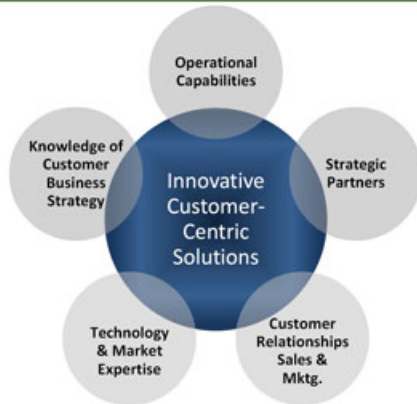 Operational
Capabilities
Knowledge of
Customer
Business
Strategy
Innovative
Customer-
Centric
Solutions
Strategic
Partners
Technology
& Market
Expertise
Customer
Relationships
Sales &
Mktg.